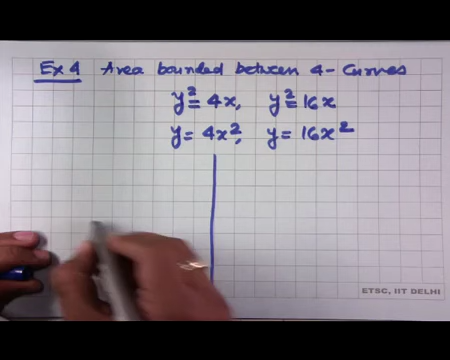 Ex 4 Area bounded between 4-Curves
y² = 4x, y² = 16x
y = 4x², y = 16x²
ETSC, IIT DELHI